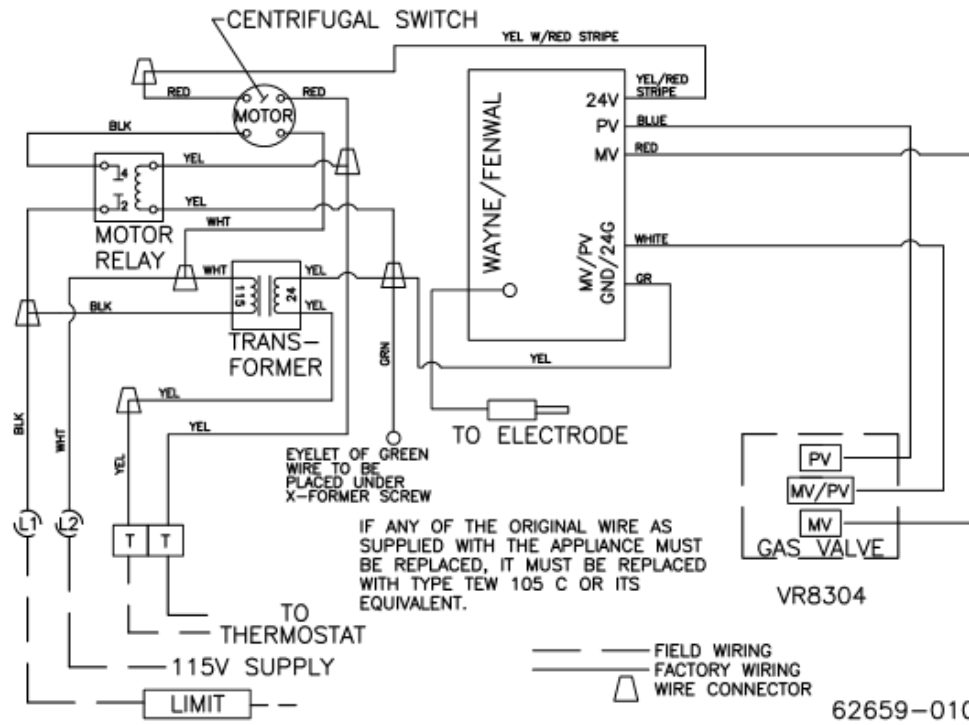 CENTRIFUGAL SWITCH
YEL W/RED STRIPE
RED
RED
MOTOR
BLK
YEL
4
2
YEL
MOTOR
RELAY
WHT
WHT
YEL
115
24
BLK
YEL
TRANS-
FORMER
WAYNE/FENWAL
24V
YEL/RED
STRIPE
PV
BLUE
MV
RED
MV/PV
GND/24G
WHITE
GR
YEL
YEL
GRN
YEL
BLK
WHT
YEL
TO ELECTRODE
EYELET OF GREEN
WIRE TO BE
PLACED UNDER
X-FORMER SCREW
L1
L2
T
T
IF ANY OF THE ORIGINAL WIRE AS
SUPPLIED WITH THE APPLIANCE MUST
BE REPLACED, IT MUST BE REPLACED
WITH TYPE TEW 105 C OR ITS
EQUIVALENT.
PV
MV/PV
MV
GAS VALVE
VR8304
TO
THERMOSTAT
115V SUPPLY
LIMIT
FIELD WIRING
FACTORY WIRING
WIRE CONNECTOR
62659-010